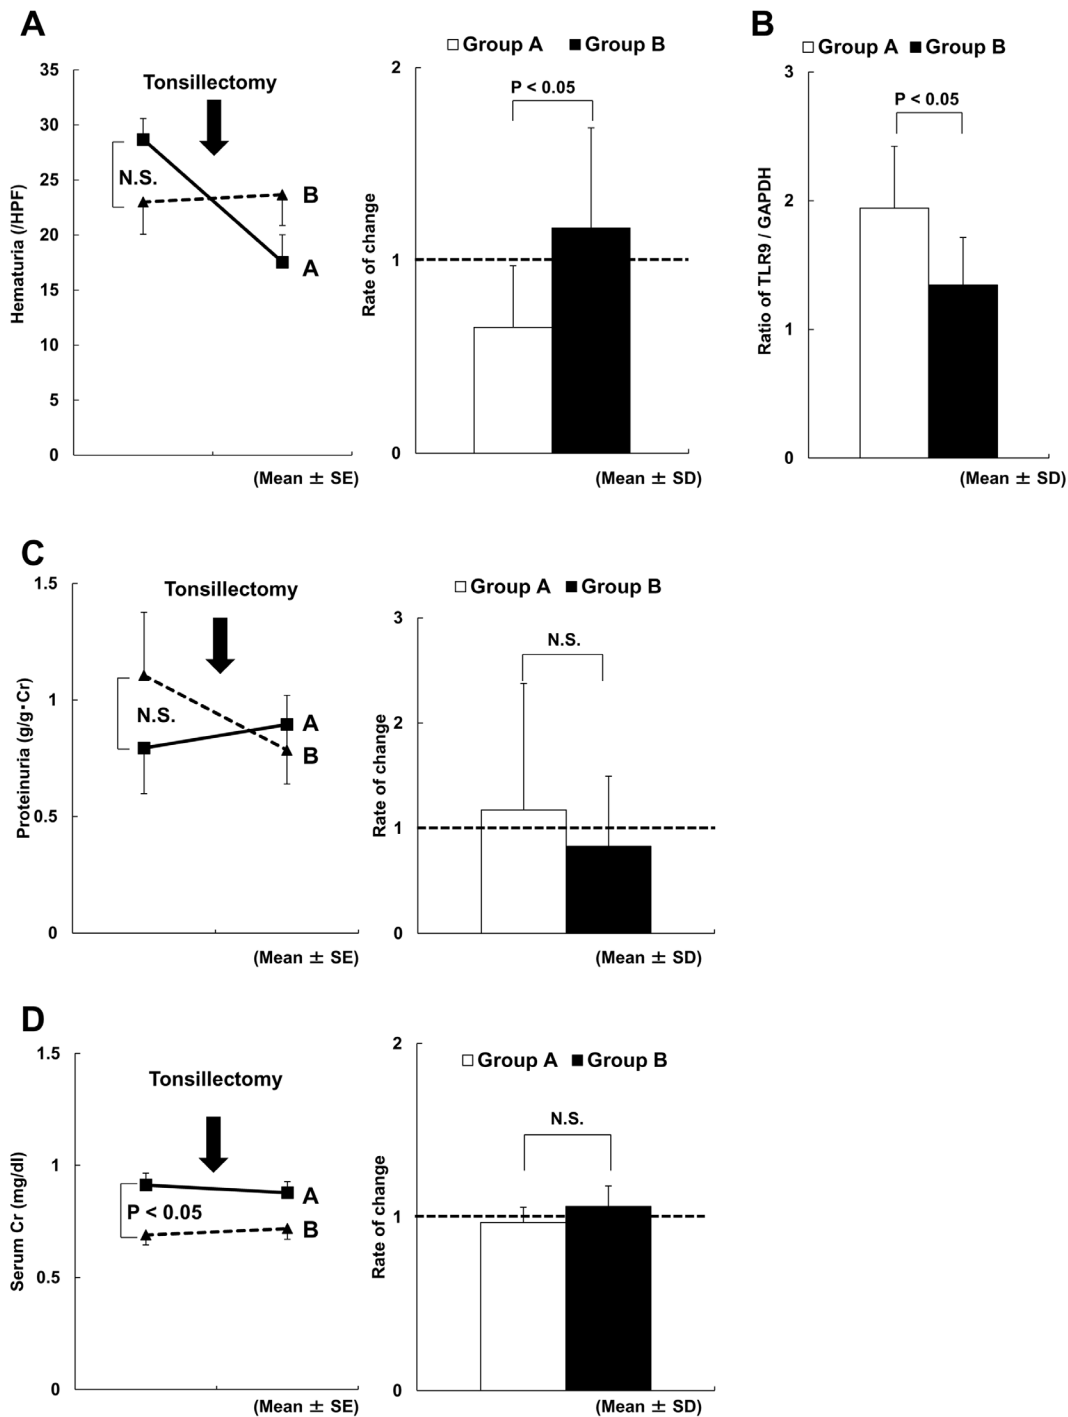 A
Group A Group B
B
Group A Group B
35
30
25
20
15
10
5
0
Hematuria (/HPF)
Tonsillectomy
N.S.
B
A
(Mean ± SE)
2
1
0
Rate of change
P < 0.05
(Mean ± SD)
3
2
1
0
Ratio of TLR9 / GAPDH
P < 0.05
(Mean ± SD)
C
1.5
1
0.5
0
Proteinuria (g/g・Cr)
Tonsillectomy
N.S.
A
B
(Mean ± SE)
Group A Group B
3
2
1
0
Rate of change
N.S.
(Mean ± SD)
D
1.5
1
0.5
0
Serum Cr (mg/dl)
Tonsillectomy
P < 0.05
A
B
(Mean ± SE)
Group A Group B
2
1
0
Rate of change
N.S.
(Mean ± SD)